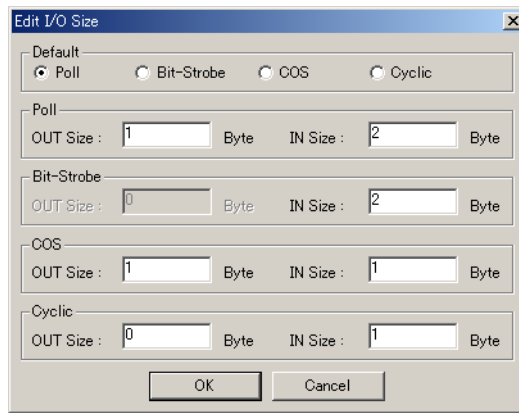 Edit I/O Size
Default
Poll Bit-Strobe COS Cyclic
Poll
OUT Size : 1 Byte IN Size : 2 Byte
Bit-Strobe
OUT Size : 0 Byte IN Size : 2 Byte
COS
OUT Size : 1 Byte IN Size : 1 Byte
Cyclic
OUT Size : 0 Byte IN Size : 1 Byte
OK Cancel